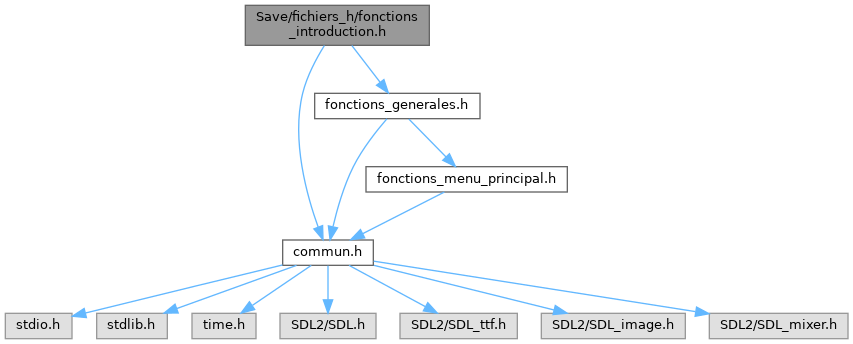 Save/fichiers_h/fonctions
_introduction.h
fonctions_generales.h
fonctions_menu_principal.h
commun.h
stdio.h
stdlib.h
time.h
SDL2/SDL.h
SDL2/SDL_ttf.h
SDL2/SDL_image.h
SDL2/SDL_mixer.h